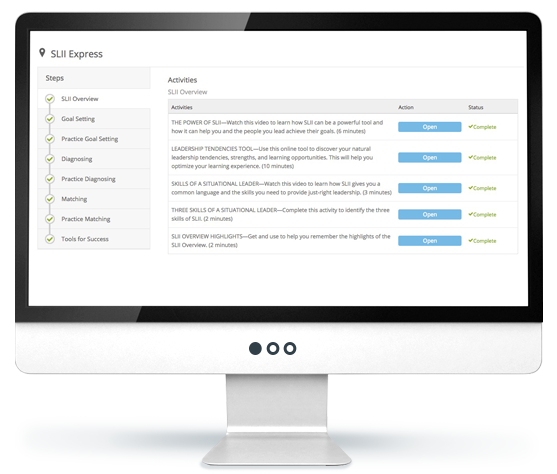 SLII Express
Steps
SLII Overview
Goal Setting
Practice Goal Setting
Diagnosing
Practice Diagnosing
Matching
Practice Matching
Tools for Success
Activities
SLII Overview
Activities Action Status
THE POWER OF SLII—Watch this video to learn how SLII can be a powerful tool and
how it can help you and the people you lead achieve their goals. (6 minutes)
Open Complete
LEADERSHIP TENDENCIES TOOL—Use this online tool to discover your natural
leadership tendencies, strengths, and learning opportunities. This will help you
optimize your learning experience. (10 minutes)
Open Complete
SKILLS OF A SITUATIONAL LEADER—Watch this video to learn how SLII gives you a
common language and the skills you need to provide just-right leadership. (3 minutes)
Open Complete
THREE SKILLS OF A SITUATIONAL LEADER—Complete this activity to identify the three
skills of SLII. (2 minutes)
Open Complete
SLII OVERVIEW HIGHLIGHTS—Get and use to help you remember the highlights of the
SLII Overview. (2 minutes)
Open Complete